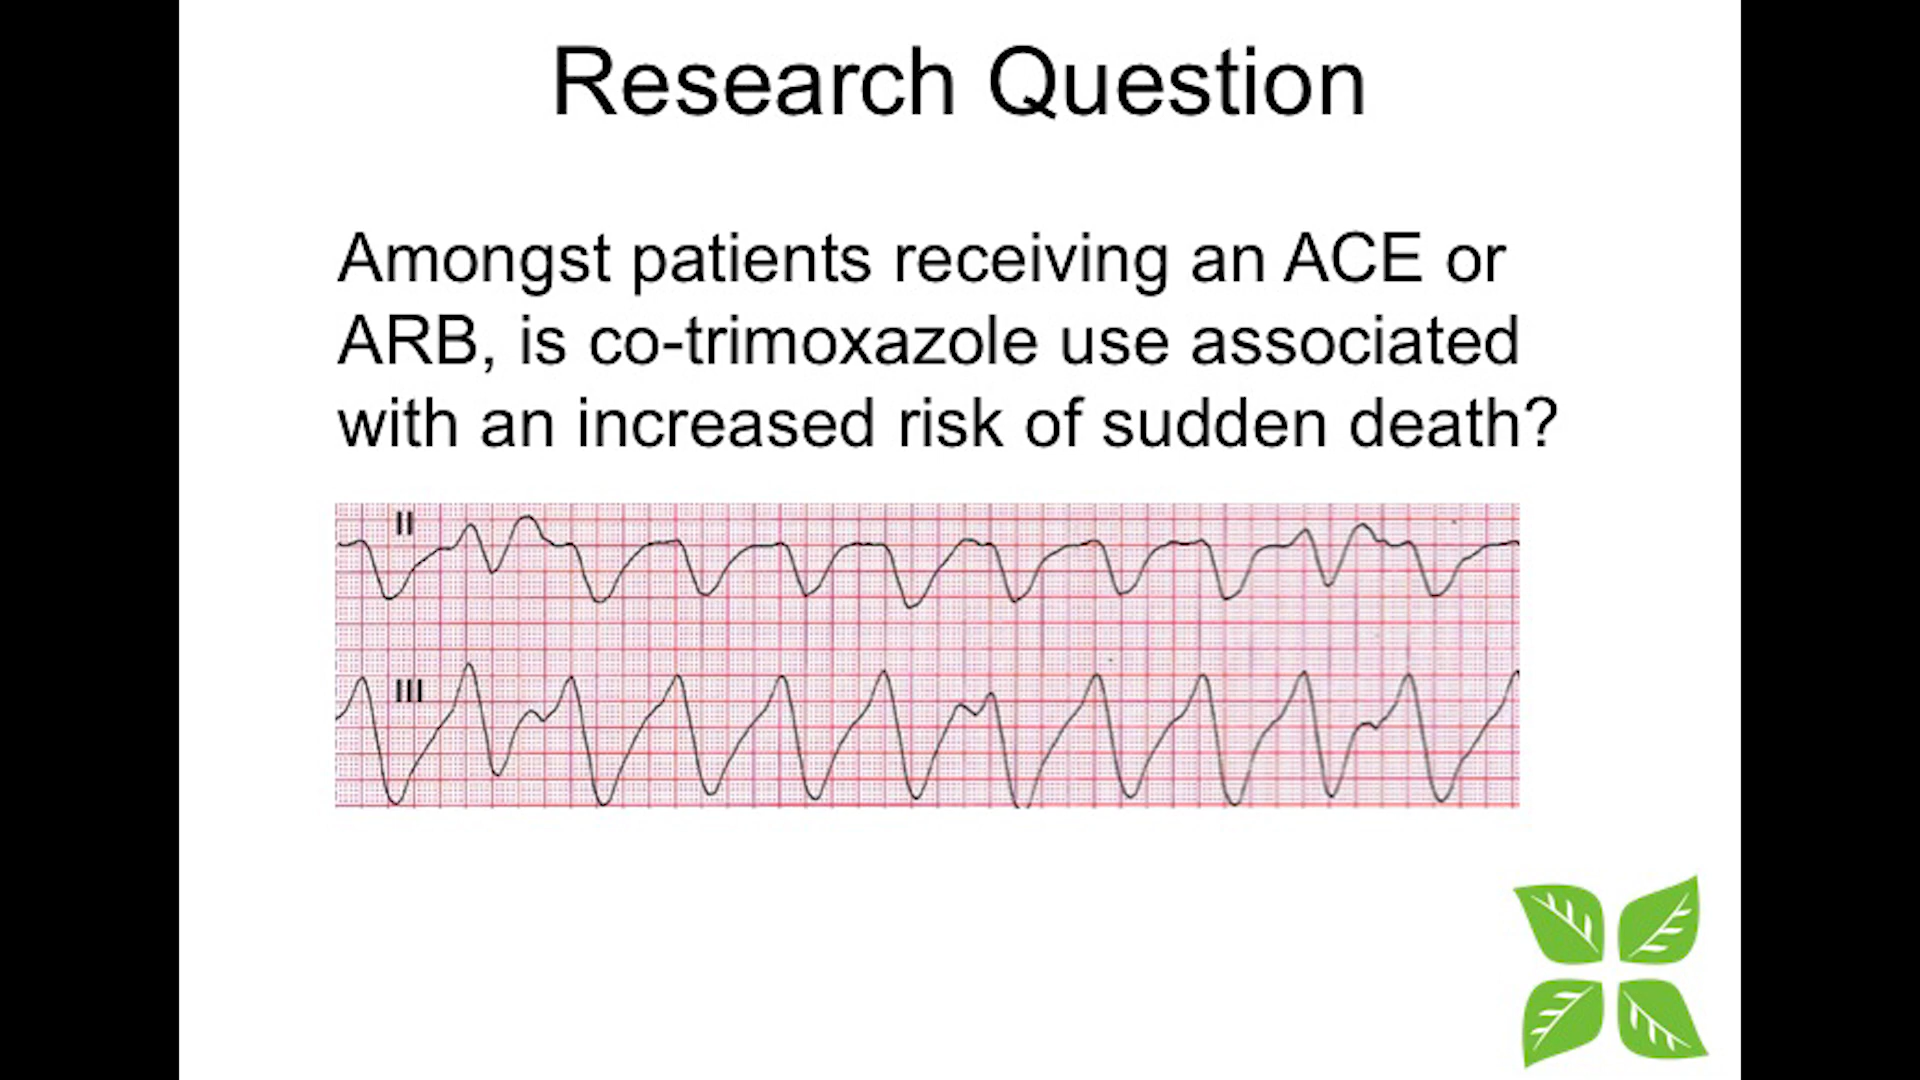 Research Question
Amongst patients receiving an ACE or
ARB, is co-trimoxazole use associated
with an increased risk of sudden death?
II
III